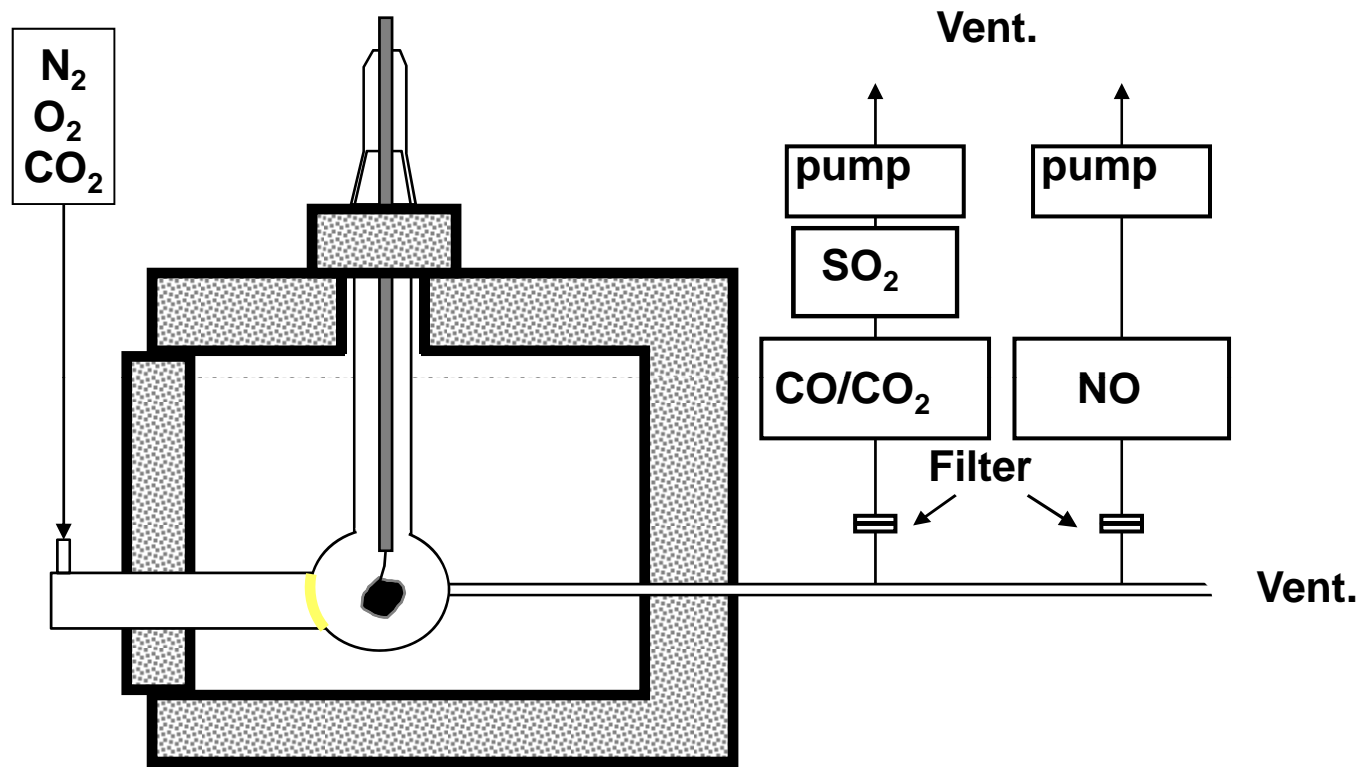 Vent.
N₂
O₂
CO₂
pump
pump
SO₂
CO/CO₂
NO
Filter
Vent.